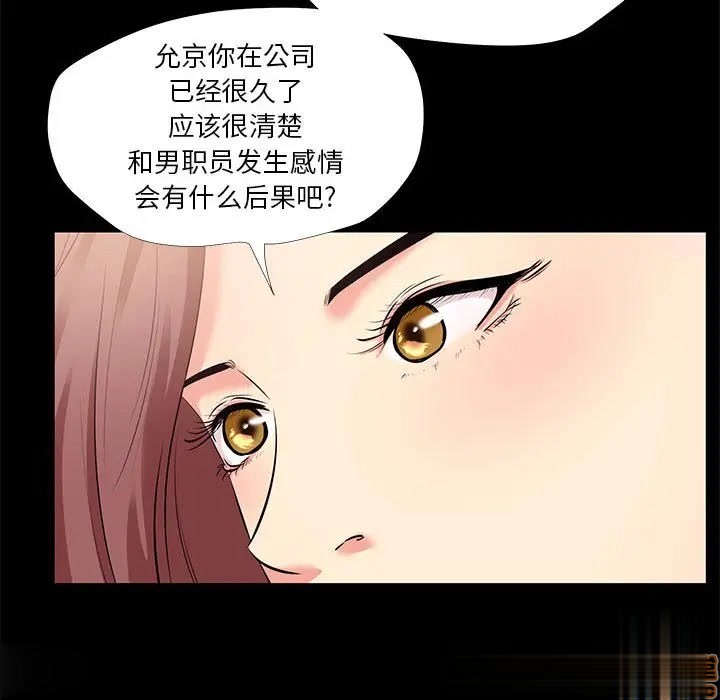 允京你在公司
已经很久了
应该很清楚
和男职员发生感情
会有什么后果吧?